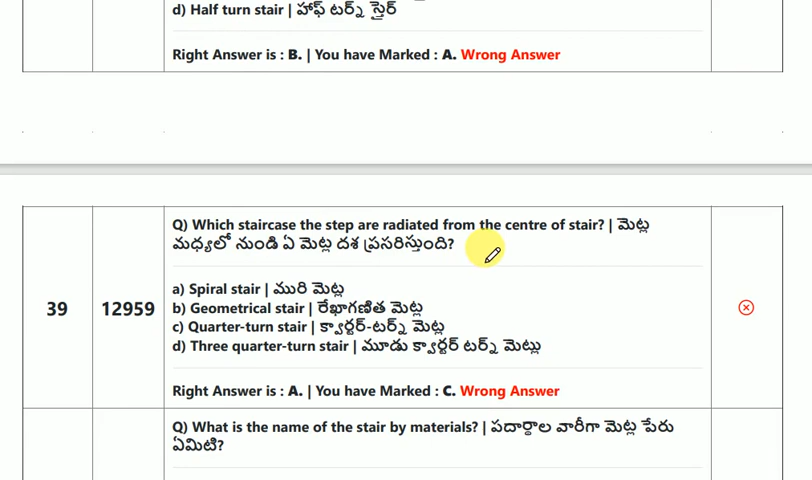 d) Half turn stair | హాఫ్ టర్న్ స్టైర్
Right Answer is : B. | You have Marked : A. Wrong Answer
39
12959
Q) Which staircase the step are radiated from the centre of stair? | మెట్ల
మధ్యలో నుండి ఏ మెట్ల దశ ప్రసరిస్తుంది?
a) Spiral stair | మురి మెట్ల
b) Geometrical stair | రేఖాగణిత మెట్ల
c) Quarter-turn stair | క్వార్టర్-టర్న్ మెట్ల
d) Three quarter-turn stair | మూడు క్వార్టర్ టర్న్ మెట్లు
Right Answer is : A. | You have Marked : C. Wrong Answer
Q) What is the name of the stair by materials? | పదార్థాల వారీగా మెట్ల పేరు
ఏమిటి?